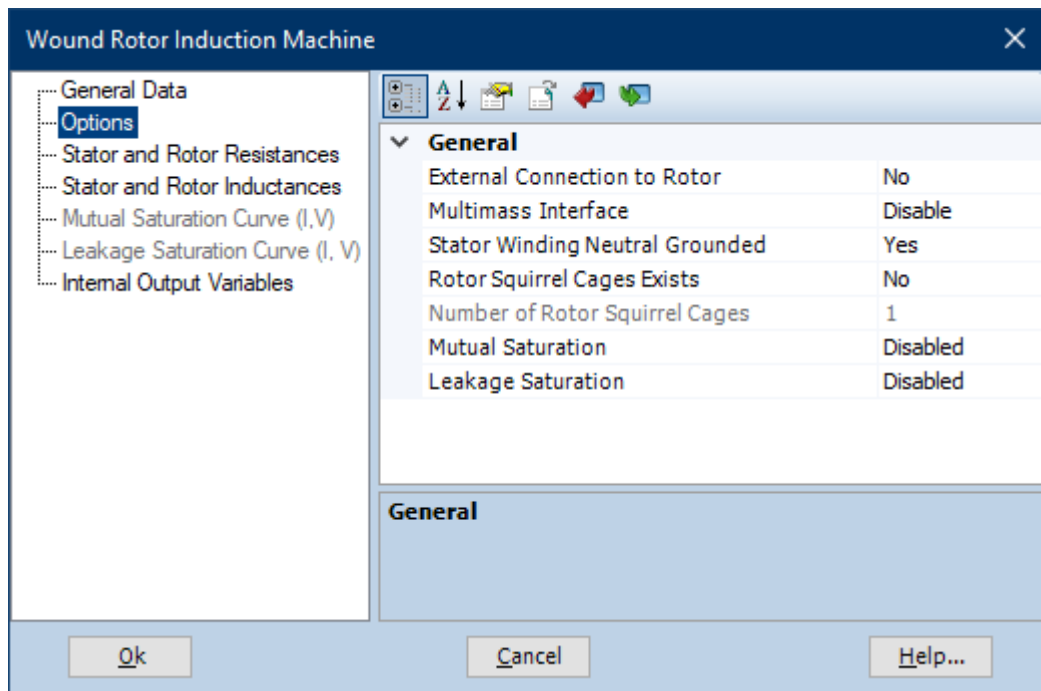 Wound Rotor Induction Machine
General Data
Options
Stator and Rotor Resistances
Stator and Rotor Inductances
Mutual Saturation Curve (I,V)
Leakage Saturation Curve (I, V)
Internal Output Variables
A
Z
General
External Connection to Rotor No
Multimass Interface Disable
Stator Winding Neutral Grounded Yes
Rotor Squirrel Cages Exists No
Number of Rotor Squirrel Cages 1
Mutual Saturation Disabled
Leakage Saturation Disabled
General
Ok Cancel Help...